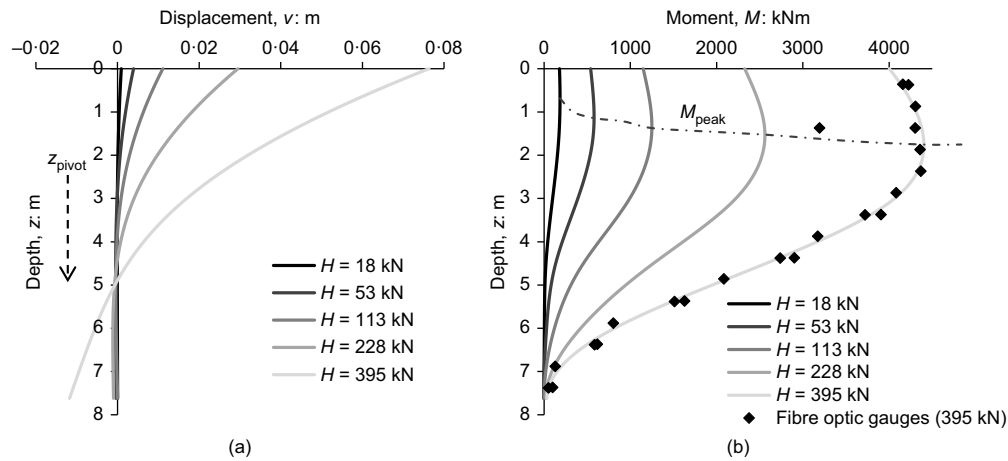 Displacement, v: m
–0·02 0 0·02 0·04 0·06 0·08
0
1
2
3
4
5
6
7
8
Depth, z: m
z_pivot
H = 18 kN
H = 53 kN
H = 113 kN
H = 228 kN
H = 395 kN
(a)
Moment, M: kNm
0 1000 2000 3000 4000
0
1
2
3
4
5
6
7
8
Depth, z: m
M_peak
H = 18 kN
H = 53 kN
H = 113 kN
H = 228 kN
H = 395 kN
Fibre optic gauges (395 kN)
(b)